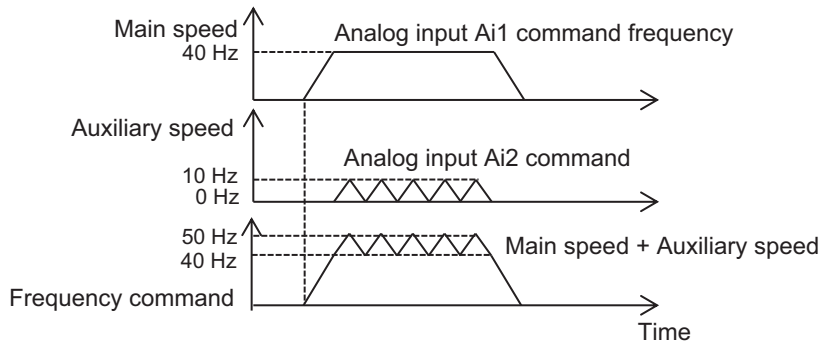 Main speed
40 Hz
Analog input Ai1 command frequency
Auxiliary speed
10 Hz
0 Hz
Analog input Ai2 command
50 Hz
40 Hz
Main speed + Auxiliary speed
Frequency command
Time